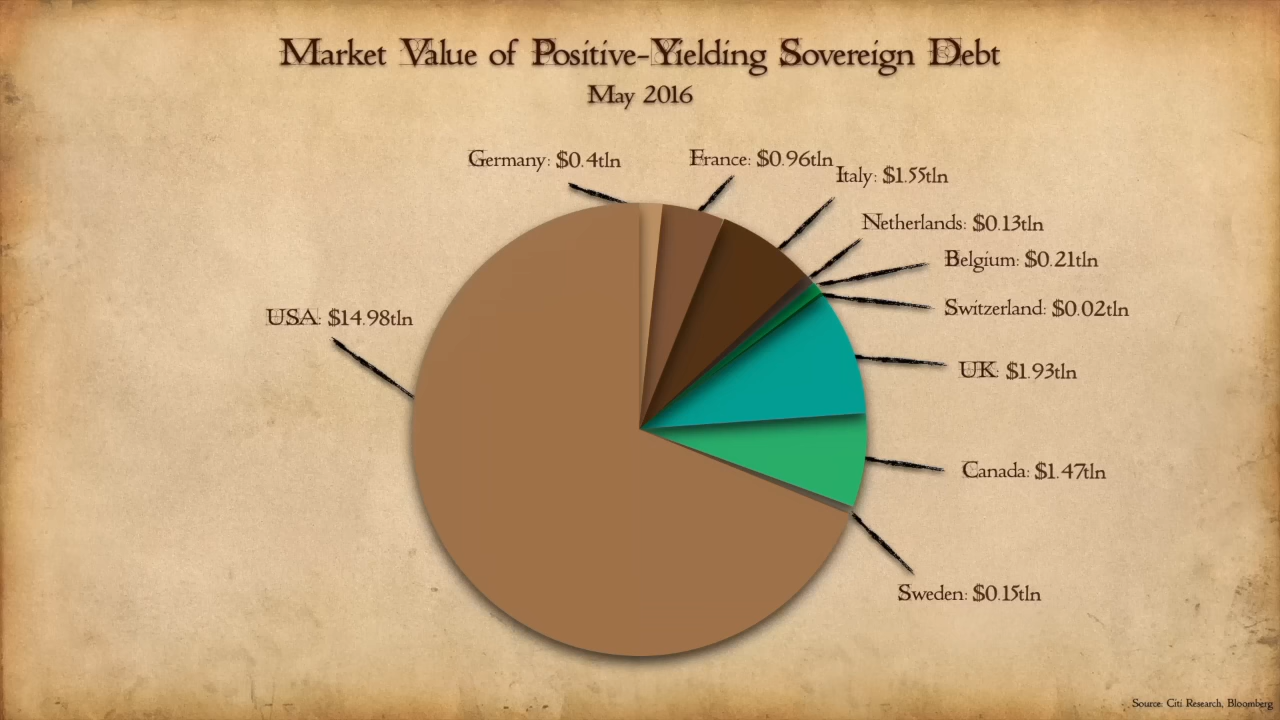 Market Value of Positive-Yielding Sovereign Debt
May 2016
Germany: $0.4tln
France: $0.96tln
Italy: $1.55tln
Netherlands: $0.13tln
Belgium: $0.21tln
Switzerland: $0.02tln
USA: $14.98tln
UK: $1.93tln
Canada: $1.47tln
Sweden: $0.15tln
Source: Citi Research, Bloomberg